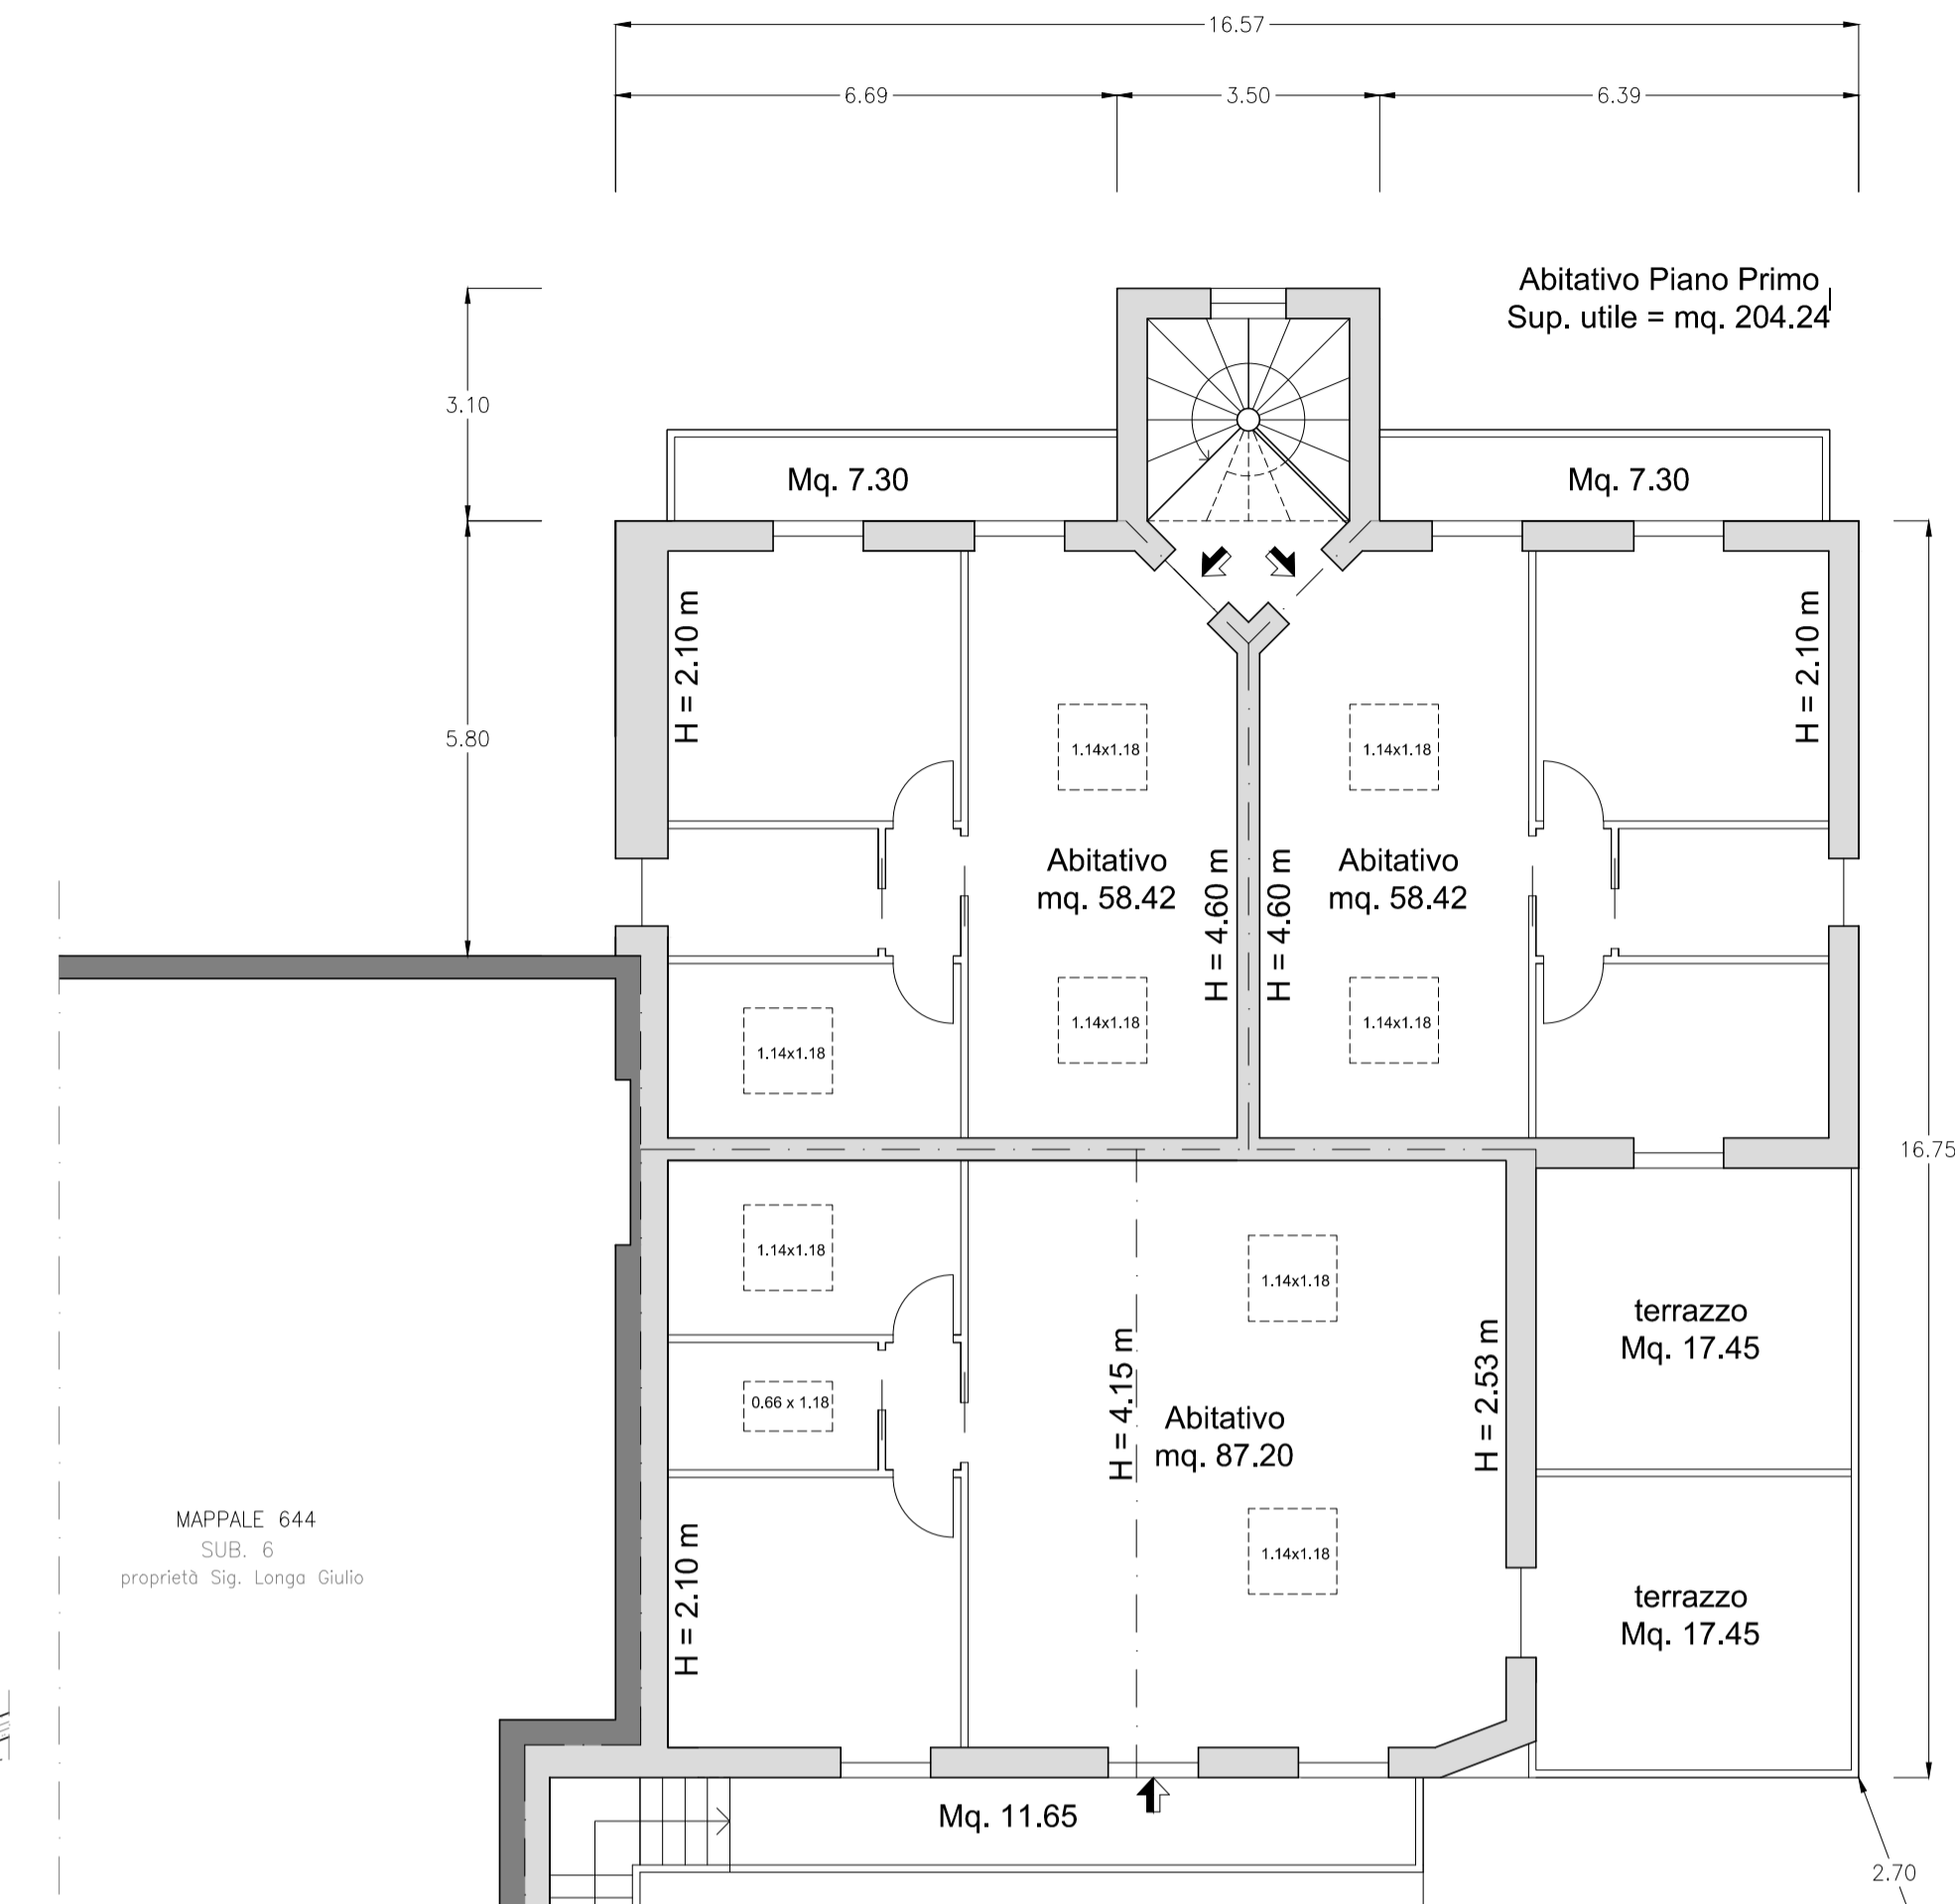 16.57
6.69
3.50
6.39
Abitativo Piano Primo
Sup. utile = mq. 204.24
3.10
Mq. 7.30
Mq. 7.30
H = 2.10 m
H = 2.10 m
5.80
1.14x1.18
1.14x1.18
Abitativo
mq. 58.42
H = 4.60 m
H = 4.60 m
Abitativo
mq. 58.42
1.14x1.18
1.14x1.18
1.14x1.18
16.75
1.14x1.18
1.14x1.18
terrazzo
Mq. 17.45
H = 4.15 m
H = 2.53 m
0.66 x 1.18
Abitativo
mq. 87.20
MAPPALE 644
SUB. 6
proprietà Sig. Longa Giulio
H = 2.10 m
1.14x1.18
terrazzo
Mq. 17.45
Mq. 11.65
2.70